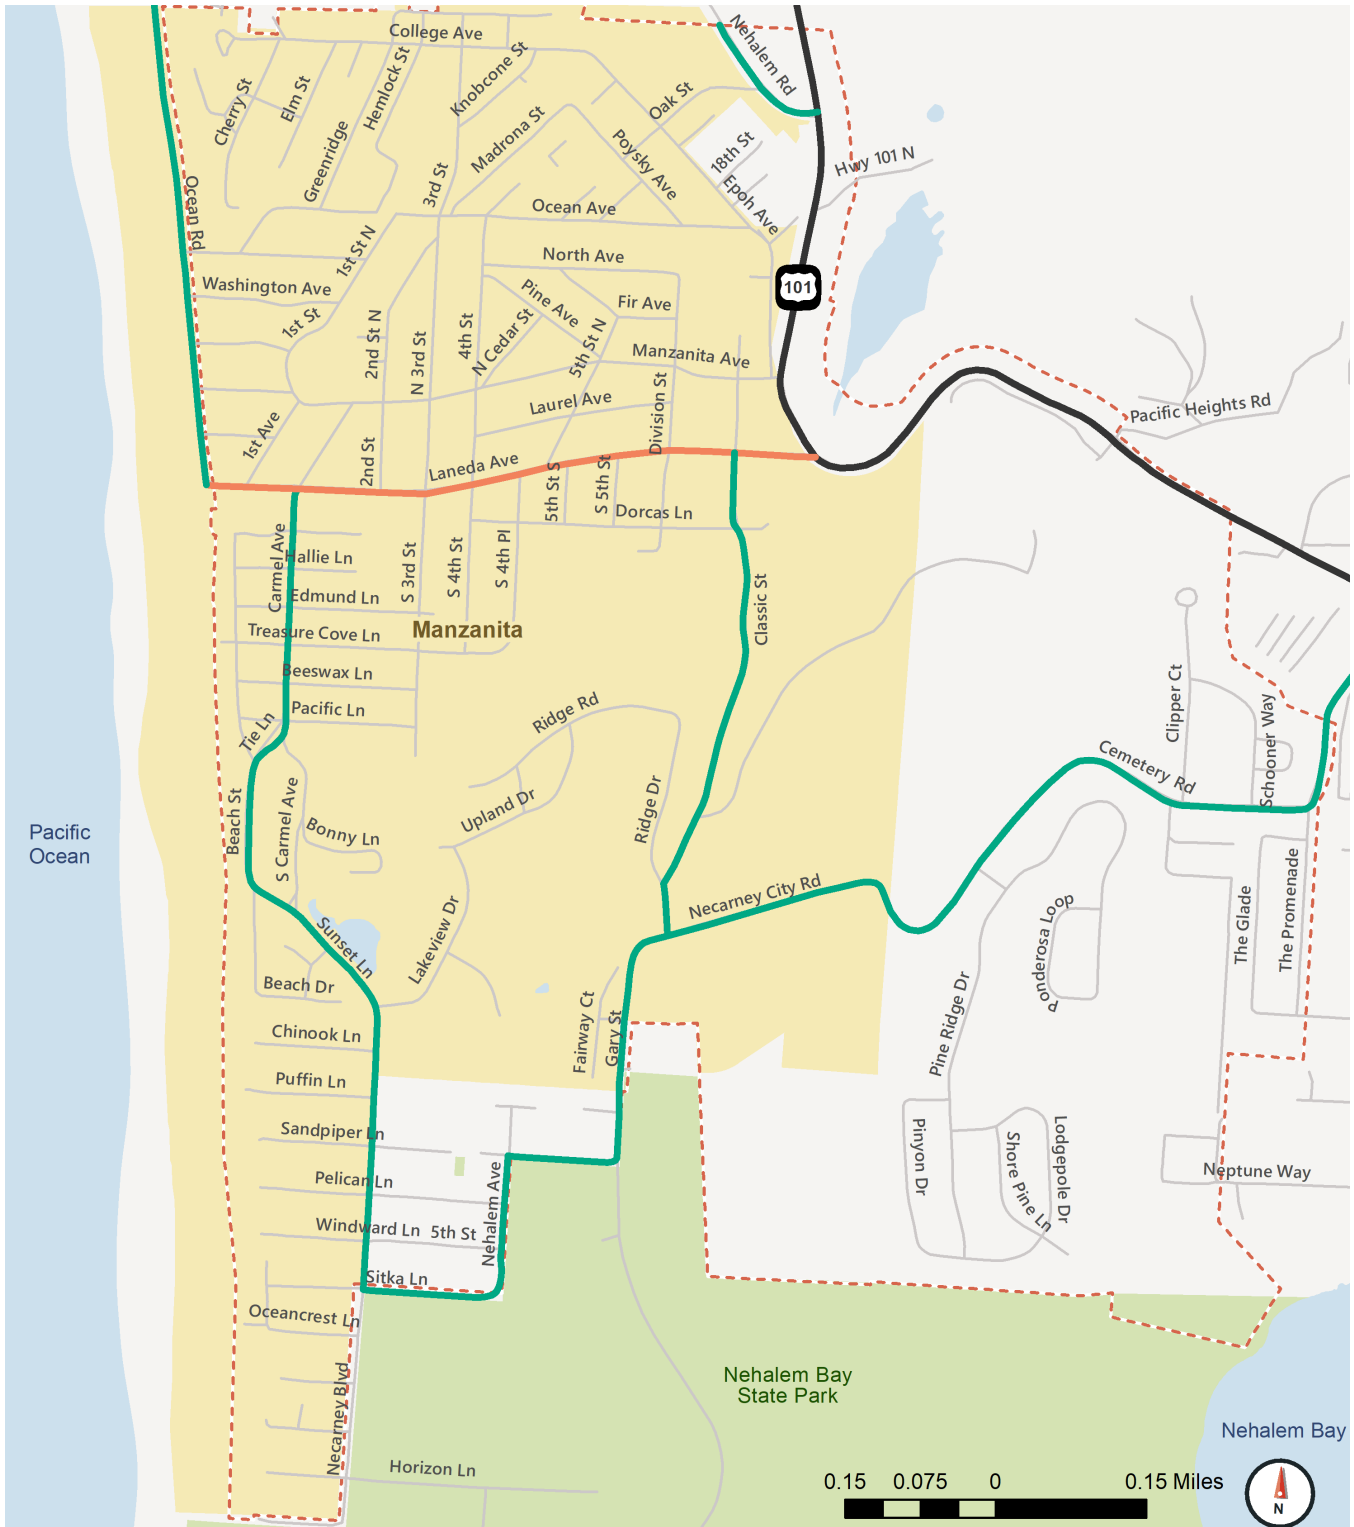 College Ave
Nehalem Rd
Cherry St
Elm St
Hemlock St
Knobcone St
Oak St
Greenridge
Madrona St
Poysky Ave
18th St
Epoh Ave
Hwy 101 N
Ocean Rd
3rd St
Ocean Ave
1st St N
North Ave
Washington Ave
Pine Ave
Fir Ave
101
1st St
2nd St N
N 3rd St
4th St
N Cedar St
5th St N
Manzanita Ave
Laurel Ave
Division St
Pacific Heights Rd
1st Ave
2nd St
Laneda Ave
5th St S
S 5th St
Dorcas Ln
Carmel Ave
Hallie Ln
S 3rd St
S 4th St
S 4th Pl
Edmund Ln
Classic St
Treasure Cove Ln
Manzanita
Beeswax Ln
Pacific Ln
Tie Ln
Ridge Rd
Clipper Ct
Schooner Way
Cemetery Rd
Beach St
S Carmel Ave
Bonny Ln
Upland Dr
Ridge Dr
Pacific
Ocean
Necarney City Rd
The Glade
The Promenade
Ponderosa Loop
Sunset Ln
Lakeview Dr
Beach Dr
Chinook Ln
Fairway Ct
Gary St
Pine Ridge Dr
Puffin Ln
Sandpiper Ln
Pelican Ln
Nehalem Ave
Pinyon Dr
Shore Pine Ln
Lodgepole Dr
Neptune Way
Windward Ln
5th St
Sitka Ln
Oceancrest Ln
Necarney Blvd
Nehalem Bay
State Park
Nehalem Bay
Horizon Ln
0.15 0.075 0 0.15 Miles
N